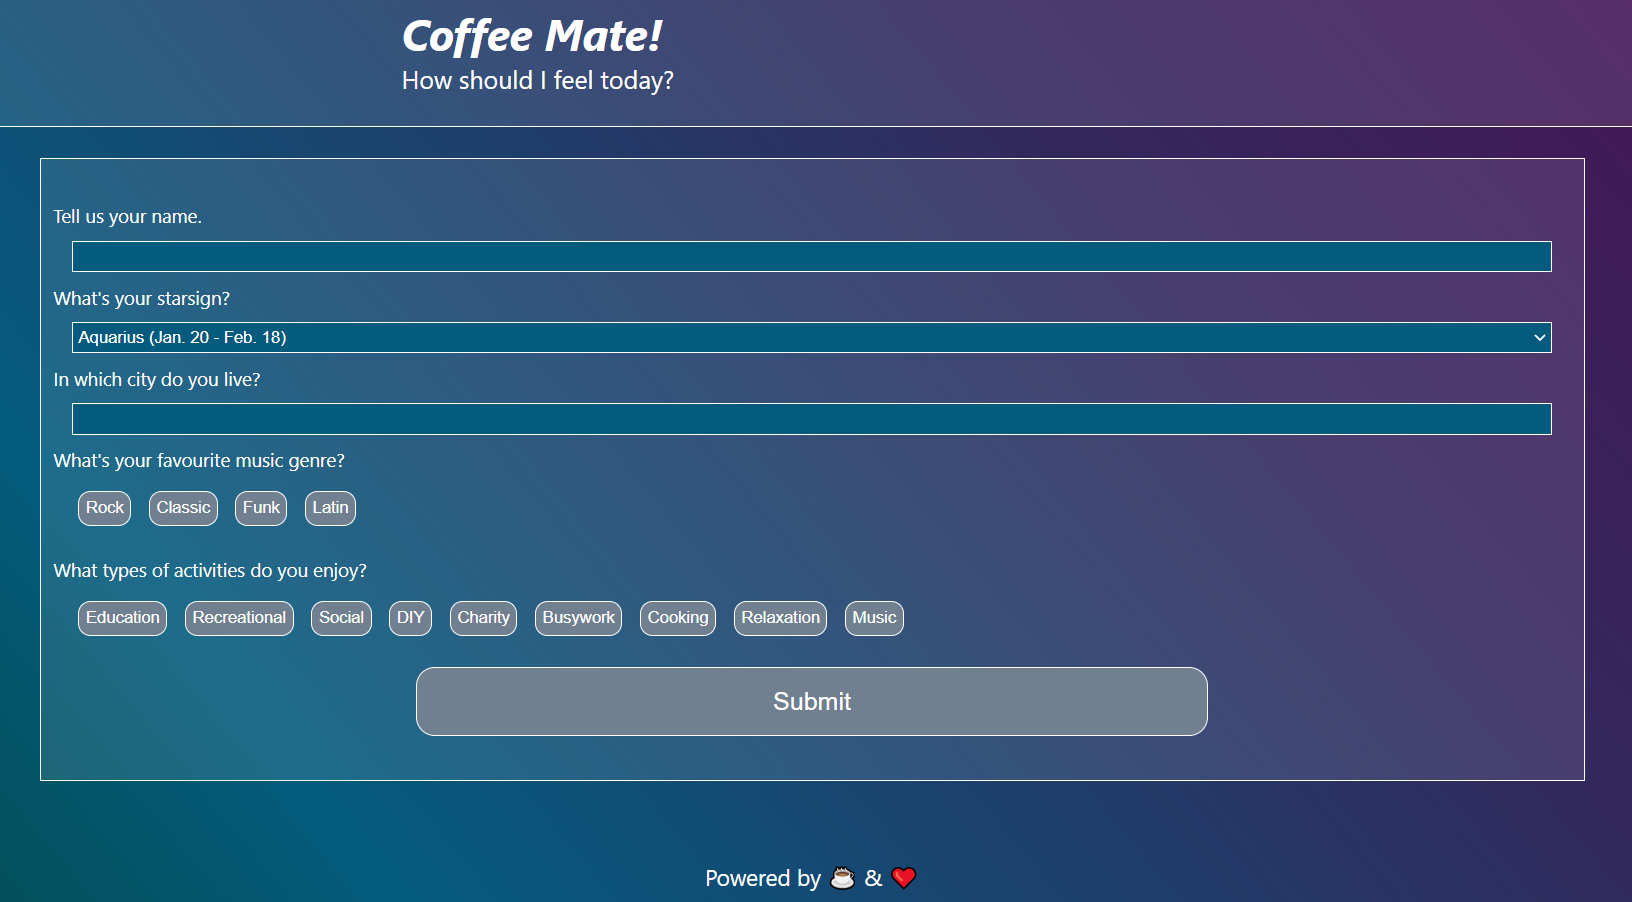 Coffee Mate!
How should I feel today?
Tell us your name.
What's your starsign?
Aquarius (Jan. 20 - Feb. 18)
In which city do you live?
What's your favourite music genre?
Rock Classic Funk Latin
What types of activities do you enjoy?
Education Recreational Social DIY Charity Busywork Cooking Relaxation Music
Submit
Powered by ☕ & ❤️